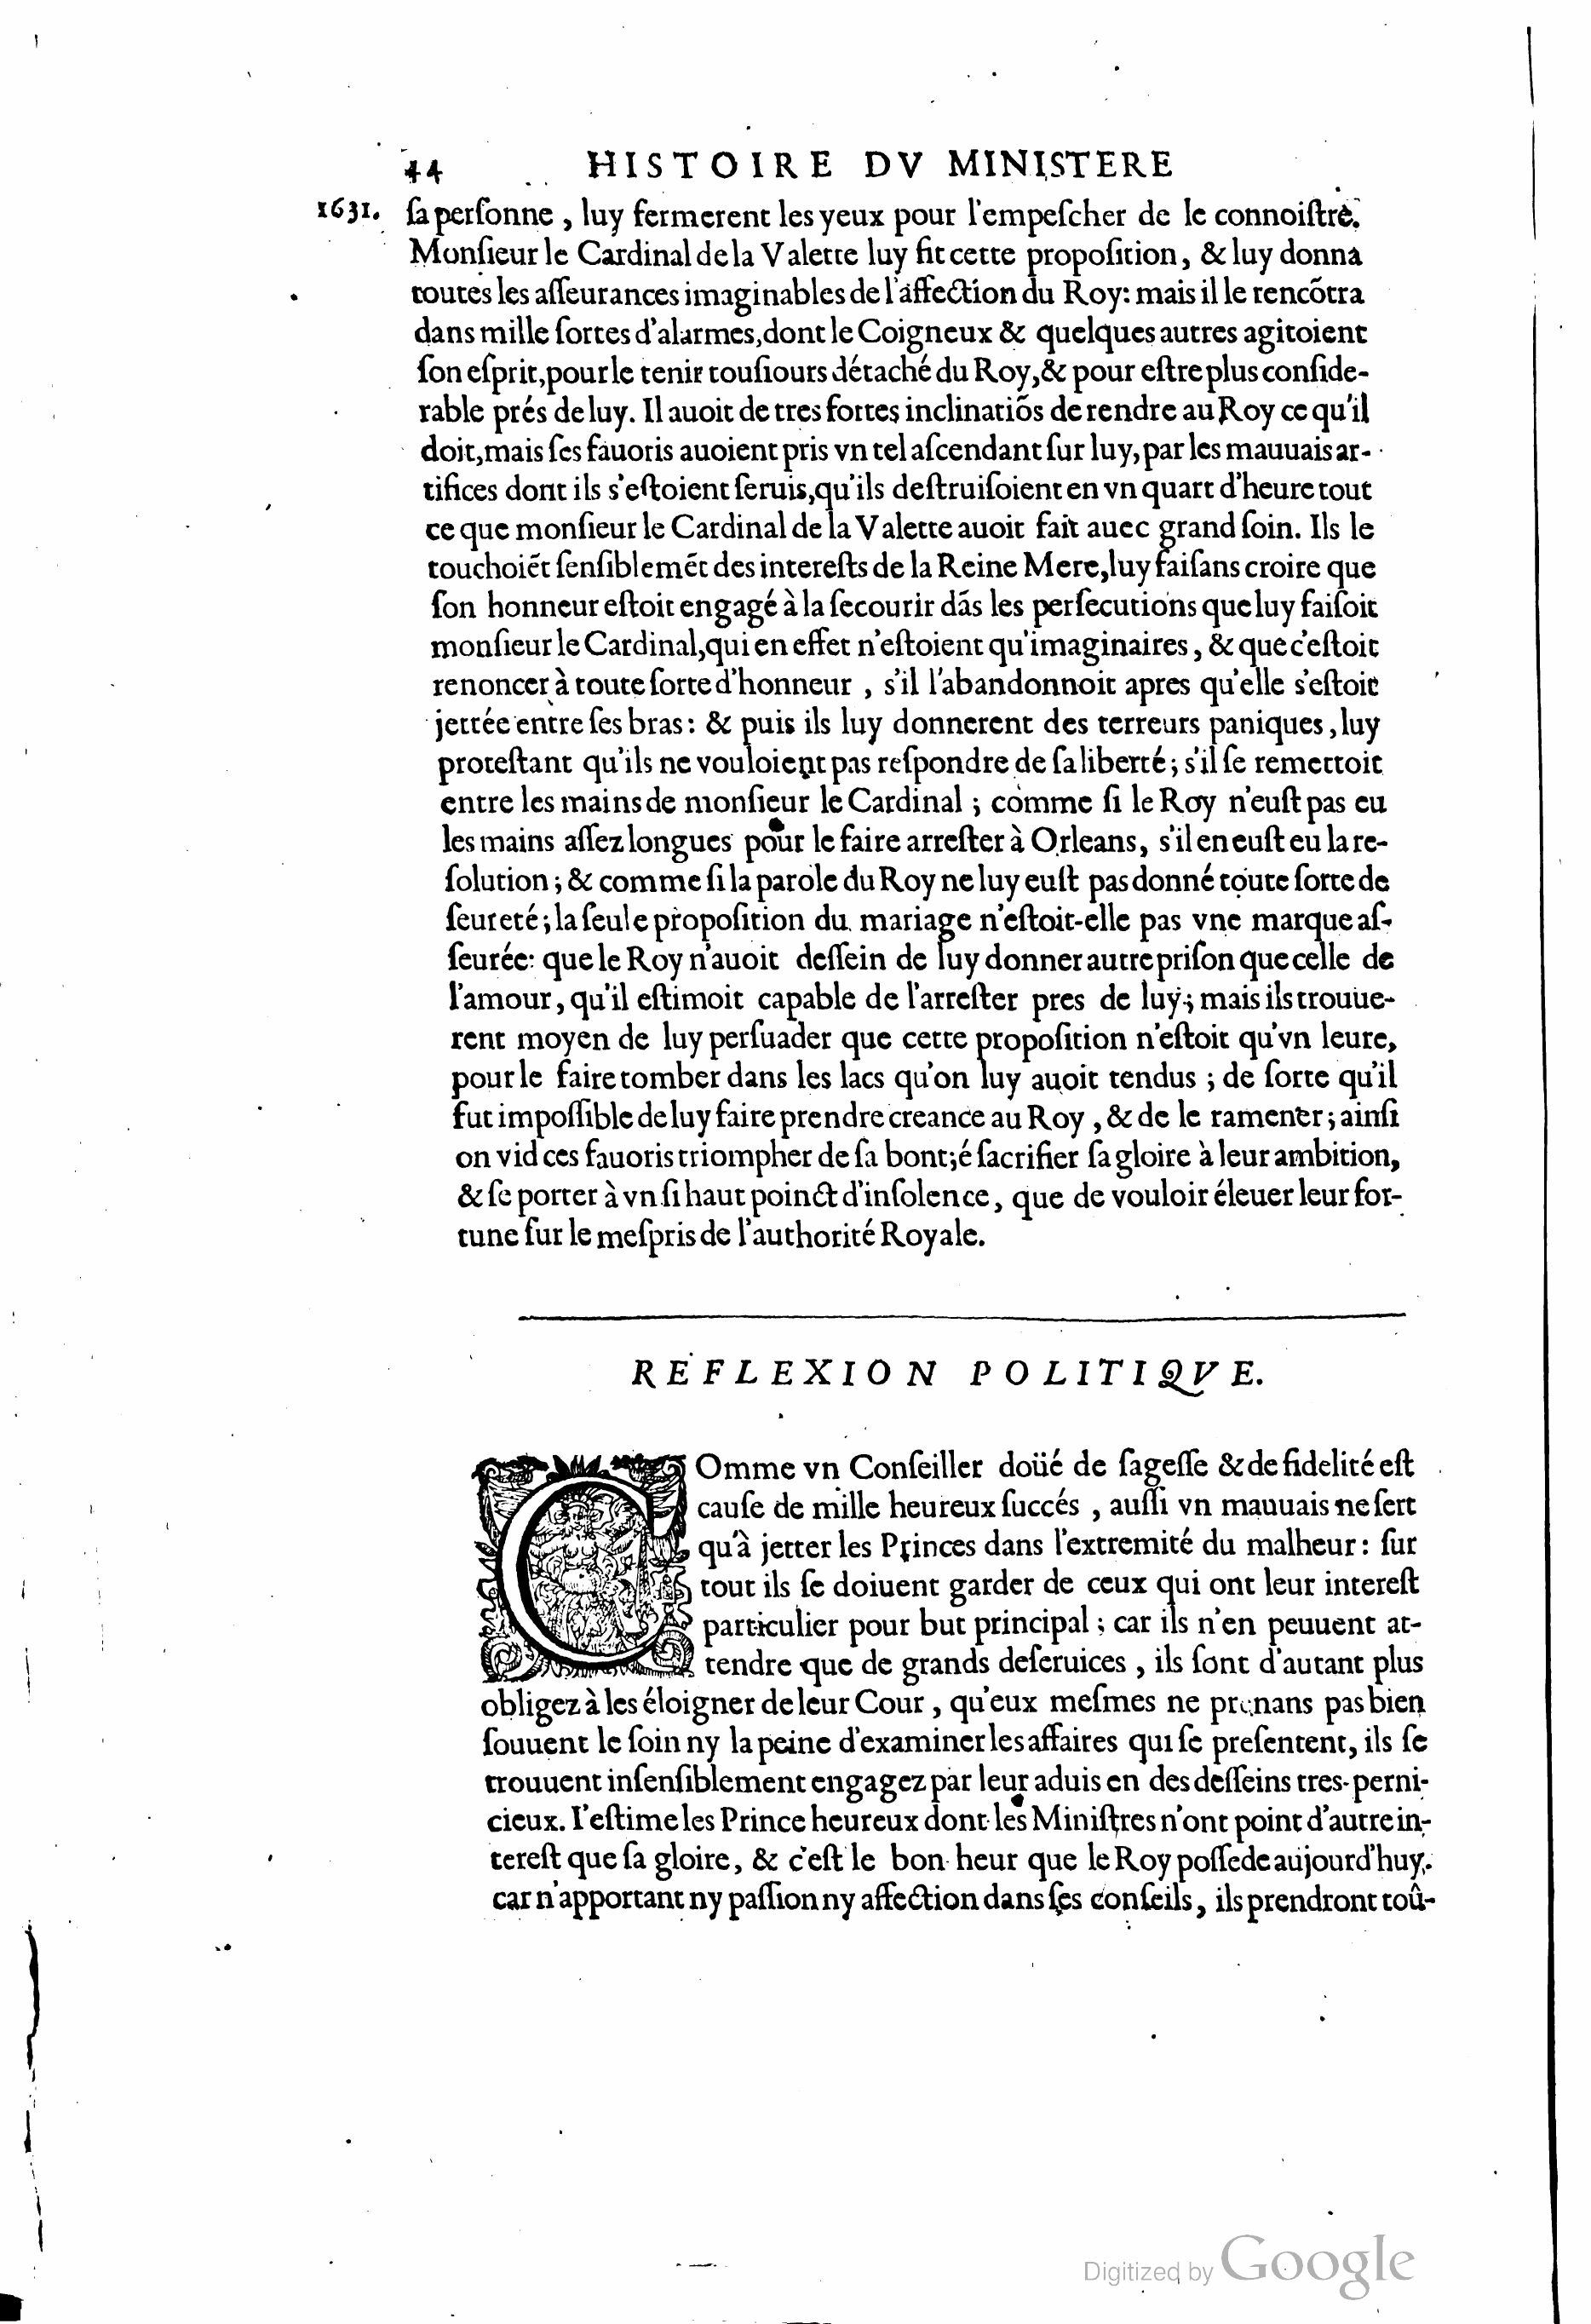 44 HISTOIRE DV MINISTERE
1631. ſa perſonne, luy fermerent les yeux pour l'empeſcher de le connoiſtre.
Monſieur le Cardinal de la Valette luy fit cette propoſition, & luy donna
toutes les aſſeurances imaginables de l'affection du Roy: mais il le rencõtra
dans mille ſortes d'alarmes, dont le Coigneux & quelques autres agitoient
ſon eſprit, pour le tenir touſiours détaché du Roy, & pour eſtre plus conſide-
rable prés de luy. Il auoit de tres fortes inclinatiõs de rendre au Roy ce qu'il
doit, mais ſes fauoris auoient pris vn tel aſcendant ſur luy, par les mauuais ar-
tifices dont ils s'eſtoient ſeruis, qu'ils deſtruiſoient en vn quart d'heure tout
ce que monſieur le Cardinal de la Valette auoit fait auec grand ſoin. Ils le
touchoiẽt ſenſiblemẽt des intereſts de la Reine Mere, luy faiſans croire que
ſon honneur eſtoit engagé à la ſecourir dãs les perſecutions que luy faiſoit
monſieur le Cardinal, qui en effet n'eſtoient qu'imaginaires, & que c'eſtoit
renoncer à toute ſorte d'honneur, s'il l'abandonnoit apres qu'elle s'eſtoit
jettée entre ſes bras: & puis ils luy donnerent des terreurs paniques, luy
proteſtant qu'ils ne vouloient pas reſpondre de ſa liberté; s'il ſe remettoit
entre les mains de monſieur le Cardinal; comme ſi le Roy n'euſt pas eu
les mains aſſez longues pour le faire arreſter à Orleans, s'il en euſt eu la re-
ſolution; & comme ſi la parole du Roy ne luy euſt pas donné toute ſorte de
ſeureté; la ſeule propoſition du mariage n'eſtoit-elle pas vne marque aſ-
ſeurée: que le Roy n'auoit deſſein de luy donner autre priſon que celle de
l'amour, qu'il eſtimoit capable de l'arreſter pres de luy; mais ils trouue-
rent moyen de luy perſuader que cette propoſition n'eſtoit qu'vn leure,
pour le faire tomber dans les lacs qu'on luy auoit tendus; de ſorte qu'il
fut impoſſible de luy faire prendre creance au Roy, & de le ramener; ainſi
on vid ces fauoris triompher de ſa bont;é ſacrifier ſa gloire à leur ambition,
& ſe porter à vn ſi haut poinct d'inſolence, que de vouloir éleuer leur for-
tune ſur le meſpris de l'authorité Royale.
REFLEXION POLITIQVE.
COmme vn Conſeiller doüé de ſageſſe & de fidelité eſt
cauſe de mille heureux ſuccés, auſſi vn mauuais ne ſert
qu'à jetter les Princes dans l'extremité du malheur: ſur
tout ils ſe doiuent garder de ceux qui ont leur intereſt
particulier pour but principal; car ils n'en peuuent at-
tendre que de grands deſeruices, ils ſont d'autant plus
obligez à les éloigner de leur Cour, qu'eux meſmes ne prenans pas bien
ſouuent le ſoin ny la peine d'examiner les affaires qui ſe preſentent, ils ſe
trouuent inſenſiblement engagez par leur aduis en des deſſeins tres-perni-
cieux. I'eſtime les Prince heureux dont les Miniſtres n'ont point d'autre in-
tereſt que ſa gloire, & c'eſt le bon heur que le Roy poſſede aujourd'huy.
car n'apportant ny paſſion ny affection dans ſes conſeils, ils prendront toû-
Digitized by Google